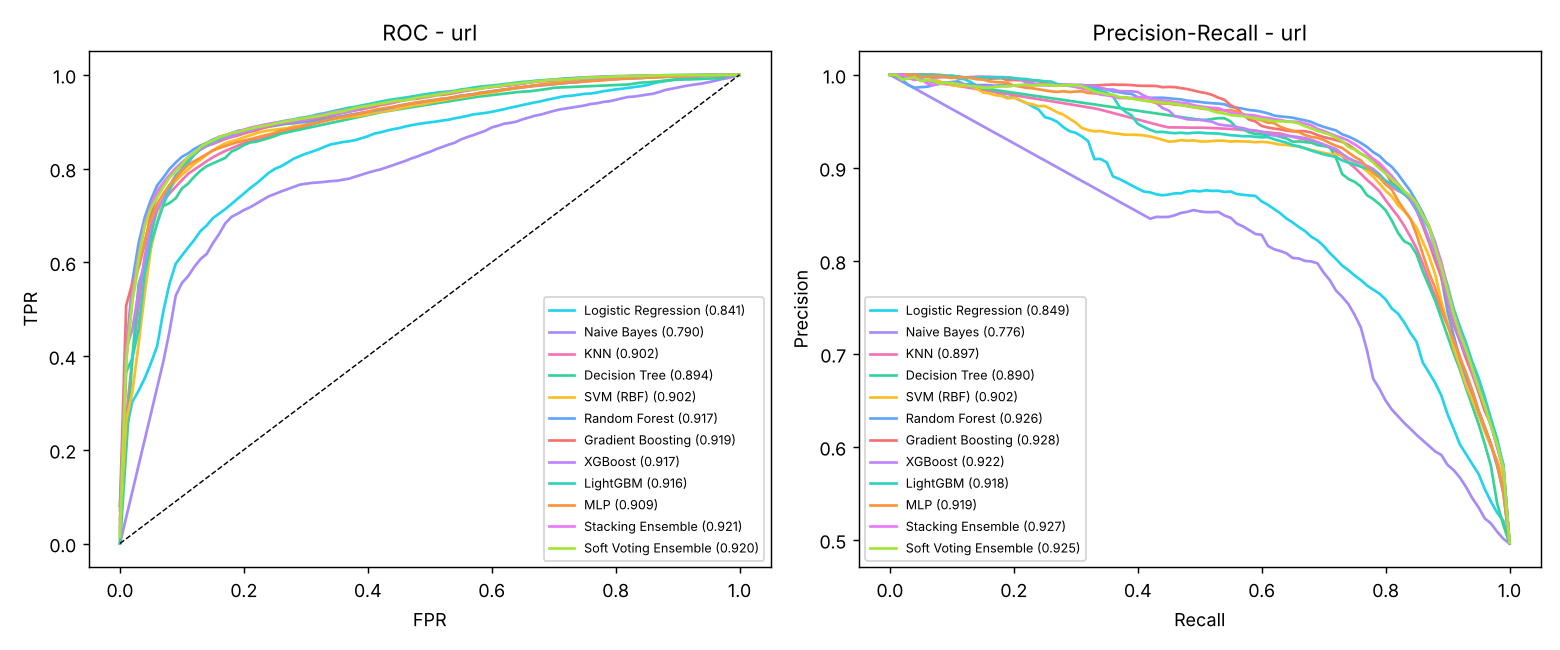 ROC - url
1.0
0.8
0.6
0.4
0.2
0.0
TPR
0.0
0.2
0.4
0.6
0.8
1.0
FPR
Logistic Regression (0.841)
Naive Bayes (0.790)
KNN (0.902)
Decision Tree (0.894)
SVM (RBF) (0.902)
Random Forest (0.917)
Gradient Boosting (0.919)
XGBoost (0.917)
LightGBM (0.916)
MLP (0.909)
Stacking Ensemble (0.921)
Soft Voting Ensemble (0.920)
Precision-Recall - url
1.0
0.9
0.8
0.7
0.6
0.5
Precision
0.0
0.2
0.4
0.6
0.8
1.0
Recall
Logistic Regression (0.849)
Naive Bayes (0.776)
KNN (0.897)
Decision Tree (0.890)
SVM (RBF) (0.902)
Random Forest (0.926)
Gradient Boosting (0.928)
XGBoost (0.922)
LightGBM (0.918)
MLP (0.919)
Stacking Ensemble (0.927)
Soft Voting Ensemble (0.925)